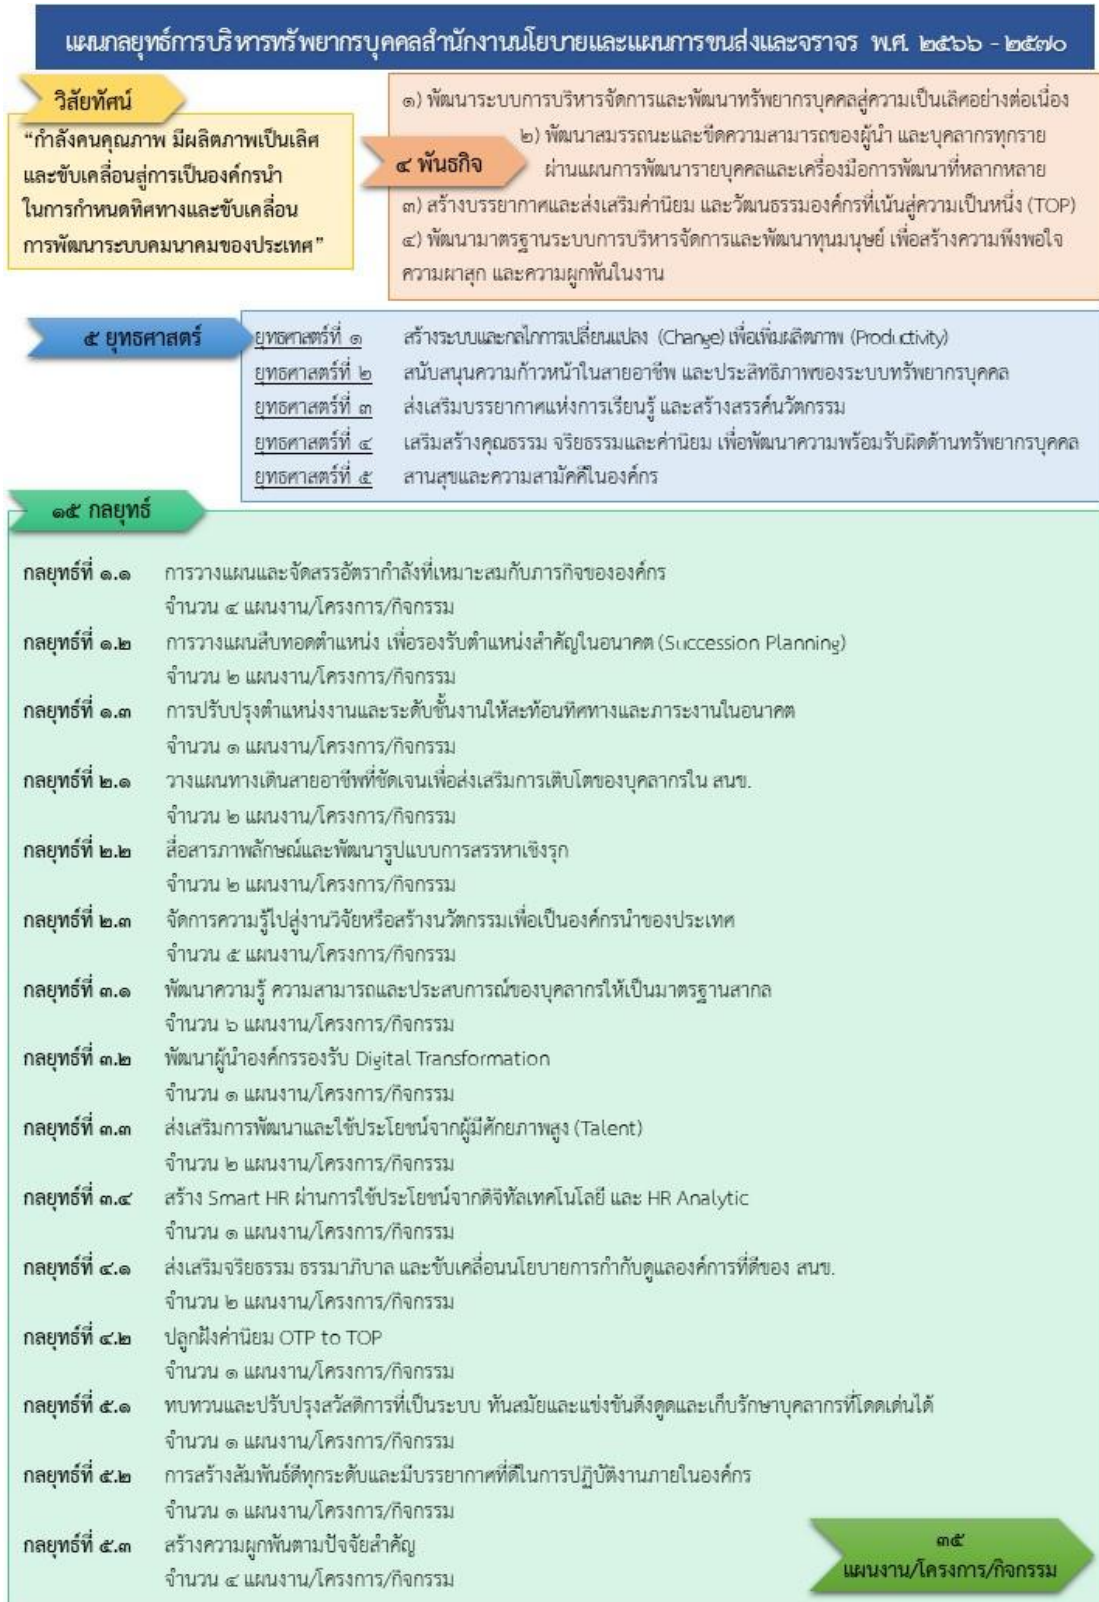 แผนกลยุทธ์การบริหารทรัพยากรบุคคลสำนักงานนโยบายและแผนการขนส่งและจราจร พ.ศ. ๒๕๖๖ - ๒๕๗๐
วิสัยทัศน์
“กำลังคนคุณภาพ มีผลิตภาพเป็นเลิศ
และขับเคลื่อนสู่การเป็นองค์กรนำ
ในการกำหนดทิศทางและขับเคลื่อน
การพัฒนาระบบคมนาคมของประเทศ”
๔ พันธกิจ
๑) พัฒนาระบบการบริหารจัดการและพัฒนาทรัพยากรบุคคลสู่ความเป็นเลิศอย่างต่อเนื่อง
๒) พัฒนาสมรรถนะและขีดความสามารถของผู้นำ และบุคลากรทุกราย
ผ่านแผนการพัฒนารายบุคคลและเครื่องมือการพัฒนาที่หลากหลาย
๓) สร้างบรรยากาศและส่งเสริมค่านิยม และวัฒนธรรมองค์กรที่เน้นสู่ความเป็นหนึ่ง (TOP)
๔) พัฒนามาตรฐานระบบการบริหารจัดการและพัฒนาทุนมนุษย์ เพื่อสร้างความพึงพอใจ
ความผาสุก และความผูกพันในงาน
๕ ยุทธศาสตร์
ยุทธศาสตร์ที่ ๑ สร้างระบบและกลไกการเปลี่ยนแปลง (Change) เพื่อเพิ่มผลิตภาพ (Productivity)
ยุทธศาสตร์ที่ ๒ สนับสนุนความก้าวหน้าในสายอาชีพ และประสิทธิภาพของระบบทรัพยากรบุคคล
ยุทธศาสตร์ที่ ๓ ส่งเสริมบรรยากาศแห่งการเรียนรู้ และสร้างสรรค์นวัตกรรม
ยุทธศาสตร์ที่ ๔ เสริมสร้างคุณธรรม จริยธรรมและค่านิยม เพื่อพัฒนาความพร้อมรับผิดด้านทรัพยากรบุคคล
ยุทธศาสตร์ที่ ๕ สานสุขและความสามัคคีในองค์กร
๑๕ กลยุทธ์
กลยุทธ์ที่ ๑.๑ การวางแผนและจัดสรรอัตรากำลังที่เหมาะสมกับภารกิจขององค์กร
จำนวน ๔ แผนงาน/โครงการ/กิจกรรม
กลยุทธ์ที่ ๑.๒ การวางแผนสืบทอดตำแหน่ง เพื่อรองรับตำแหน่งสำคัญในอนาคต (Succession Planning)
จำนวน ๒ แผนงาน/โครงการ/กิจกรรม
กลยุทธ์ที่ ๑.๓ การปรับปรุงตำแหน่งงานและระดับชั้นงานให้สะท้อนทิศทางและภาระงานในอนาคต
จำนวน ๑ แผนงาน/โครงการ/กิจกรรม
กลยุทธ์ที่ ๒.๑ วางแผนทางเดินสายอาชีพที่ชัดเจนเพื่อส่งเสริมการเติบโตของบุคลากรใน สนข.
จำนวน ๒ แผนงาน/โครงการ/กิจกรรม
กลยุทธ์ที่ ๒.๒ สื่อสารภาพลักษณ์และพัฒนารูปแบบการสรรหาเชิงรุก
จำนวน ๒ แผนงาน/โครงการ/กิจกรรม
กลยุทธ์ที่ ๒.๓ จัดการความรู้ไปสู่งานวิจัยหรือสร้างนวัตกรรมเพื่อเป็นองค์กรนำของประเทศ
จำนวน ๕ แผนงาน/โครงการ/กิจกรรม
กลยุทธ์ที่ ๓.๑ พัฒนาความรู้ ความสามารถและประสบการณ์ของบุคลากรให้เป็นมาตรฐานสากล
จำนวน ๖ แผนงาน/โครงการ/กิจกรรม
กลยุทธ์ที่ ๓.๒ พัฒนาผู้นำองค์กรรองรับ Digital Transformation
จำนวน ๑ แผนงาน/โครงการ/กิจกรรม
กลยุทธ์ที่ ๓.๓ ส่งเสริมการพัฒนาและใช้ประโยชน์จากผู้มีศักยภาพสูง (Talent)
จำนวน ๒ แผนงาน/โครงการ/กิจกรรม
กลยุทธ์ที่ ๓.๔ สร้าง Smart HR ผ่านการใช้ประโยชน์จากดิจิทัลเทคโนโลยี และ HR Analytic
จำนวน ๑ แผนงาน/โครงการ/กิจกรรม
กลยุทธ์ที่ ๔.๑ ส่งเสริมจริยธรรม ธรรมาภิบาล และขับเคลื่อนนโยบายการกำกับดูแลองค์การที่ดีของ สนข.
จำนวน ๒ แผนงาน/โครงการ/กิจกรรม
กลยุทธ์ที่ ๔.๒ ปลูกฝังค่านิยม OTP to TOP
จำนวน ๑ แผนงาน/โครงการ/กิจกรรม
กลยุทธ์ที่ ๕.๑ ทบทวนและปรับปรุงสวัสดิการที่เป็นระบบ ทันสมัยและแข่งขันดึงดูดและเก็บรักษาบุคลากรที่โดดเด่นได้
จำนวน ๑ แผนงาน/โครงการ/กิจกรรม
กลยุทธ์ที่ ๕.๒ การสร้างสัมพันธ์ดีทุกระดับและมีบรรยากาศที่ดีในการปฏิบัติงานภายในองค์กร
จำนวน ๑ แผนงาน/โครงการ/กิจกรรม
กลยุทธ์ที่ ๕.๓ สร้างความผูกพันตามปัจจัยสำคัญ
จำนวน ๔ แผนงาน/โครงการ/กิจกรรม
๓๕
แผนงาน/โครงการ/กิจกรรม